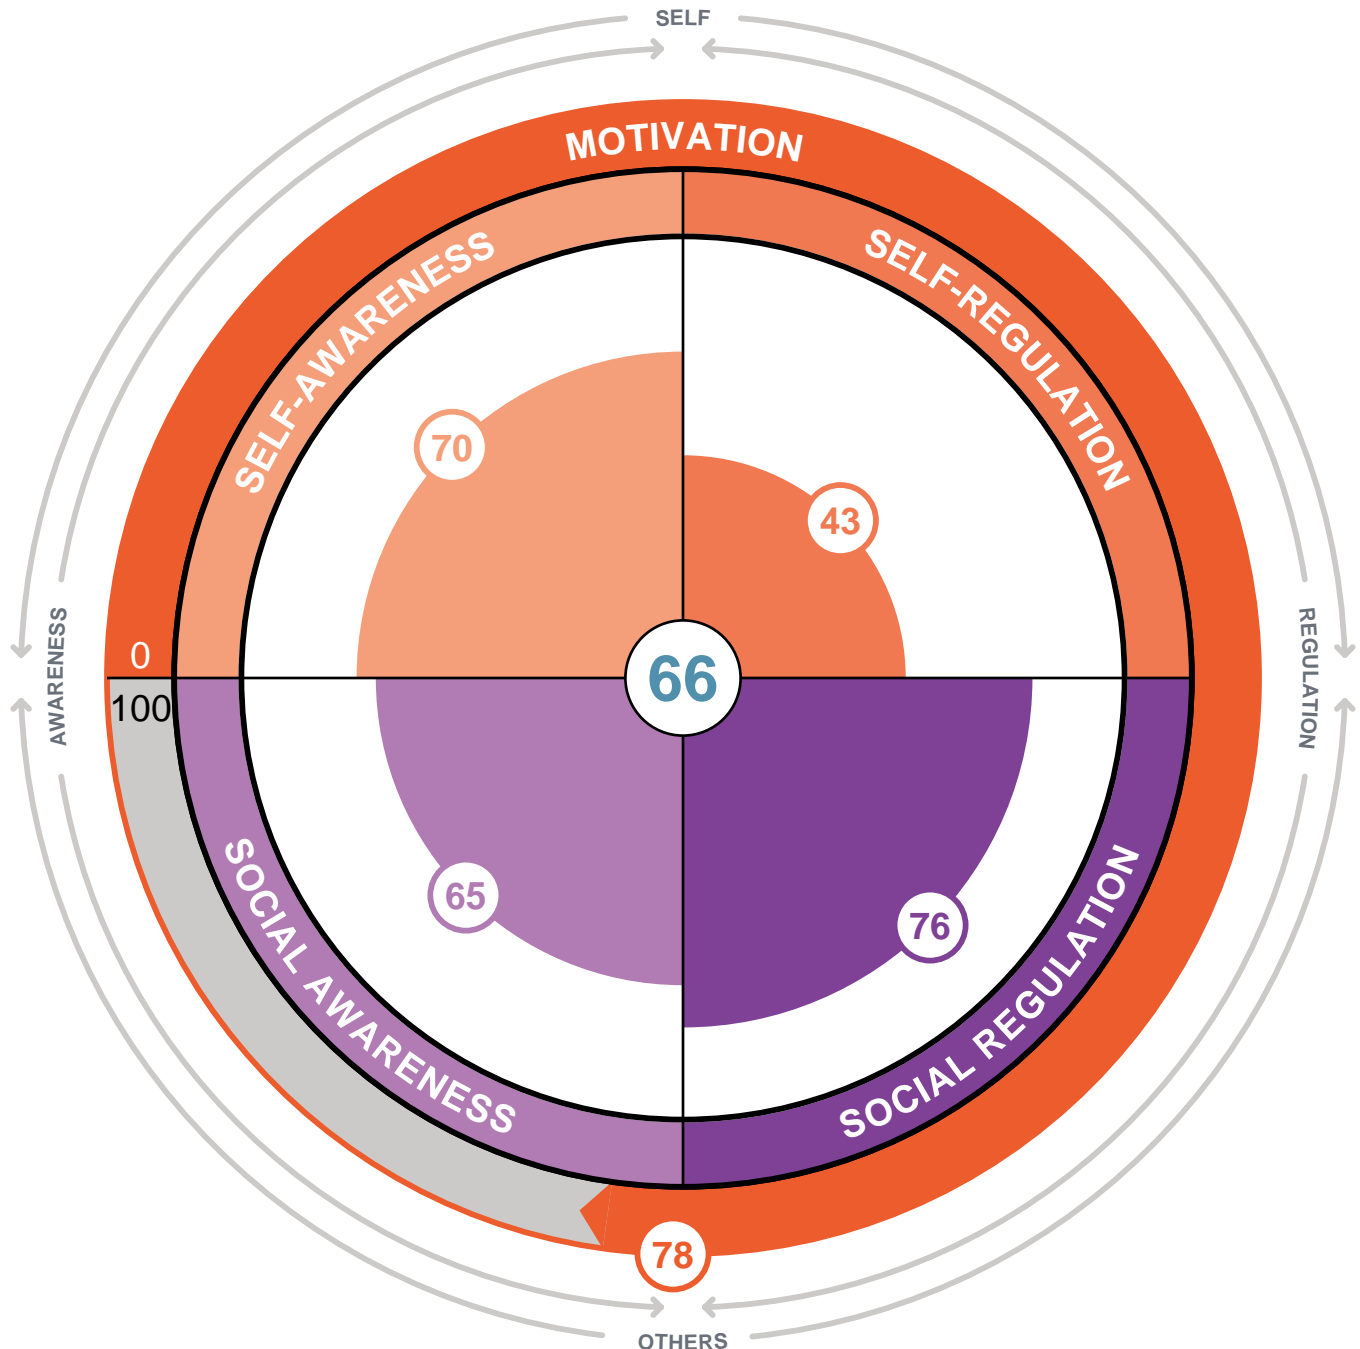 SELF
MOTIVATION
SELF-AWARENESS
SELF-REGULATION
70
43
AWARENESS
REGULATION
0
100
66
65
76
SOCIAL AWARENESS
SOCIAL REGULATION
78
OTHERS